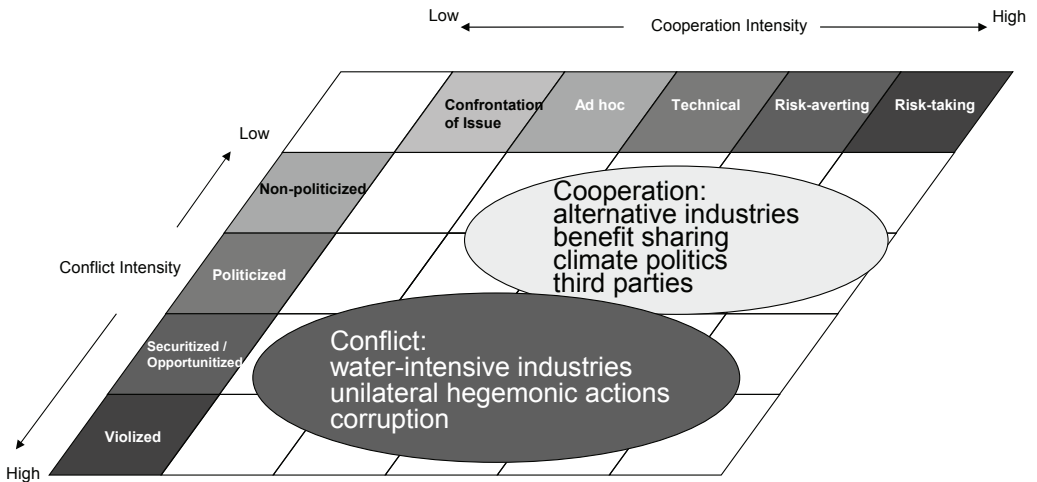 Low
Cooperation Intensity
High
Confrontation
of Issue
Ad hoc
Technical
Risk-averting
Risk-taking
Low
Non-politicized
Cooperation:
alternative industries
benefit sharing
climate politics
third parties
Conflict Intensity
Politicized
Securitized /
Opportunitized
Conflict:
water-intensive industries
unilateral hegemonic actions
corruption
Violized
High